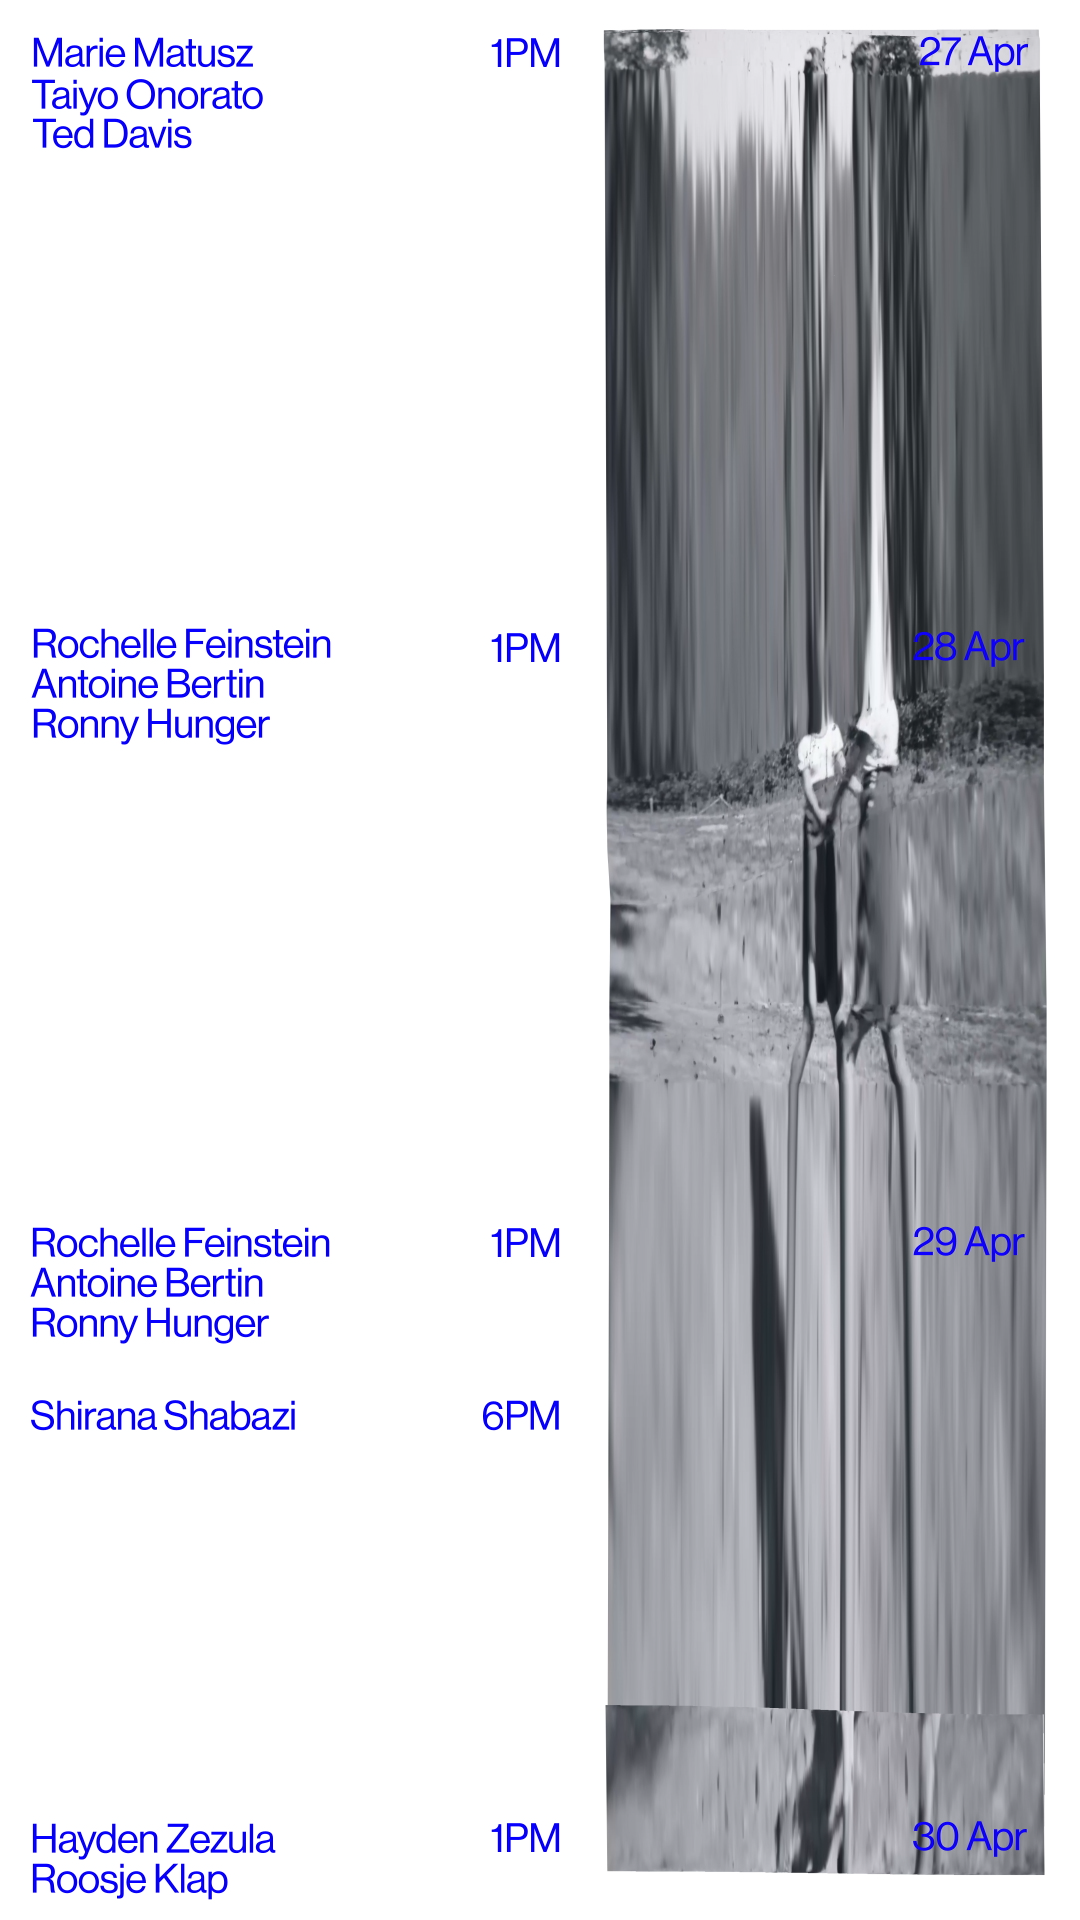 Marie Matusz 1PM 27 Apr
Taiyo Onorato
Ted Davis
Rochelle Feinstein 1PM 28 Apr
Antoine Bertin
Ronny Hunger
Rochelle Feinstein 1PM 29 Apr
Antoine Bertin
Ronny Hunger
Shirana Shabazi 6PM
Hayden Zezula 1PM 30 Apr
Roosje Klap